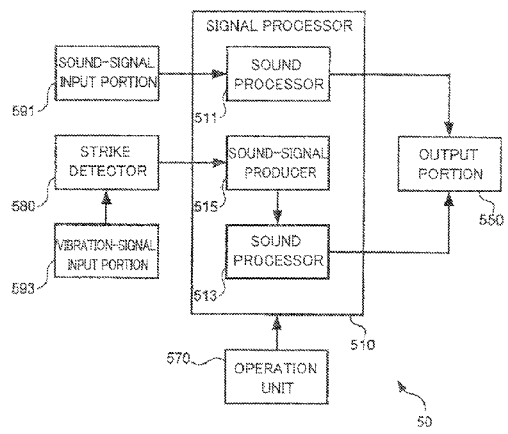 SIGNAL PROCESSOR
SOUND-SIGNAL
INPUT PORTION
591
SOUND
PROCESSOR
511
STRIKE
DETECTOR
580
SOUND-SIGNAL
PRODUCER
515
OUTPUT
PORTION
550
VIBRATION-SIGNAL
INPUT PORTION
593
SOUND
PROCESSOR
513
510
570
OPERATION
UNIT
50